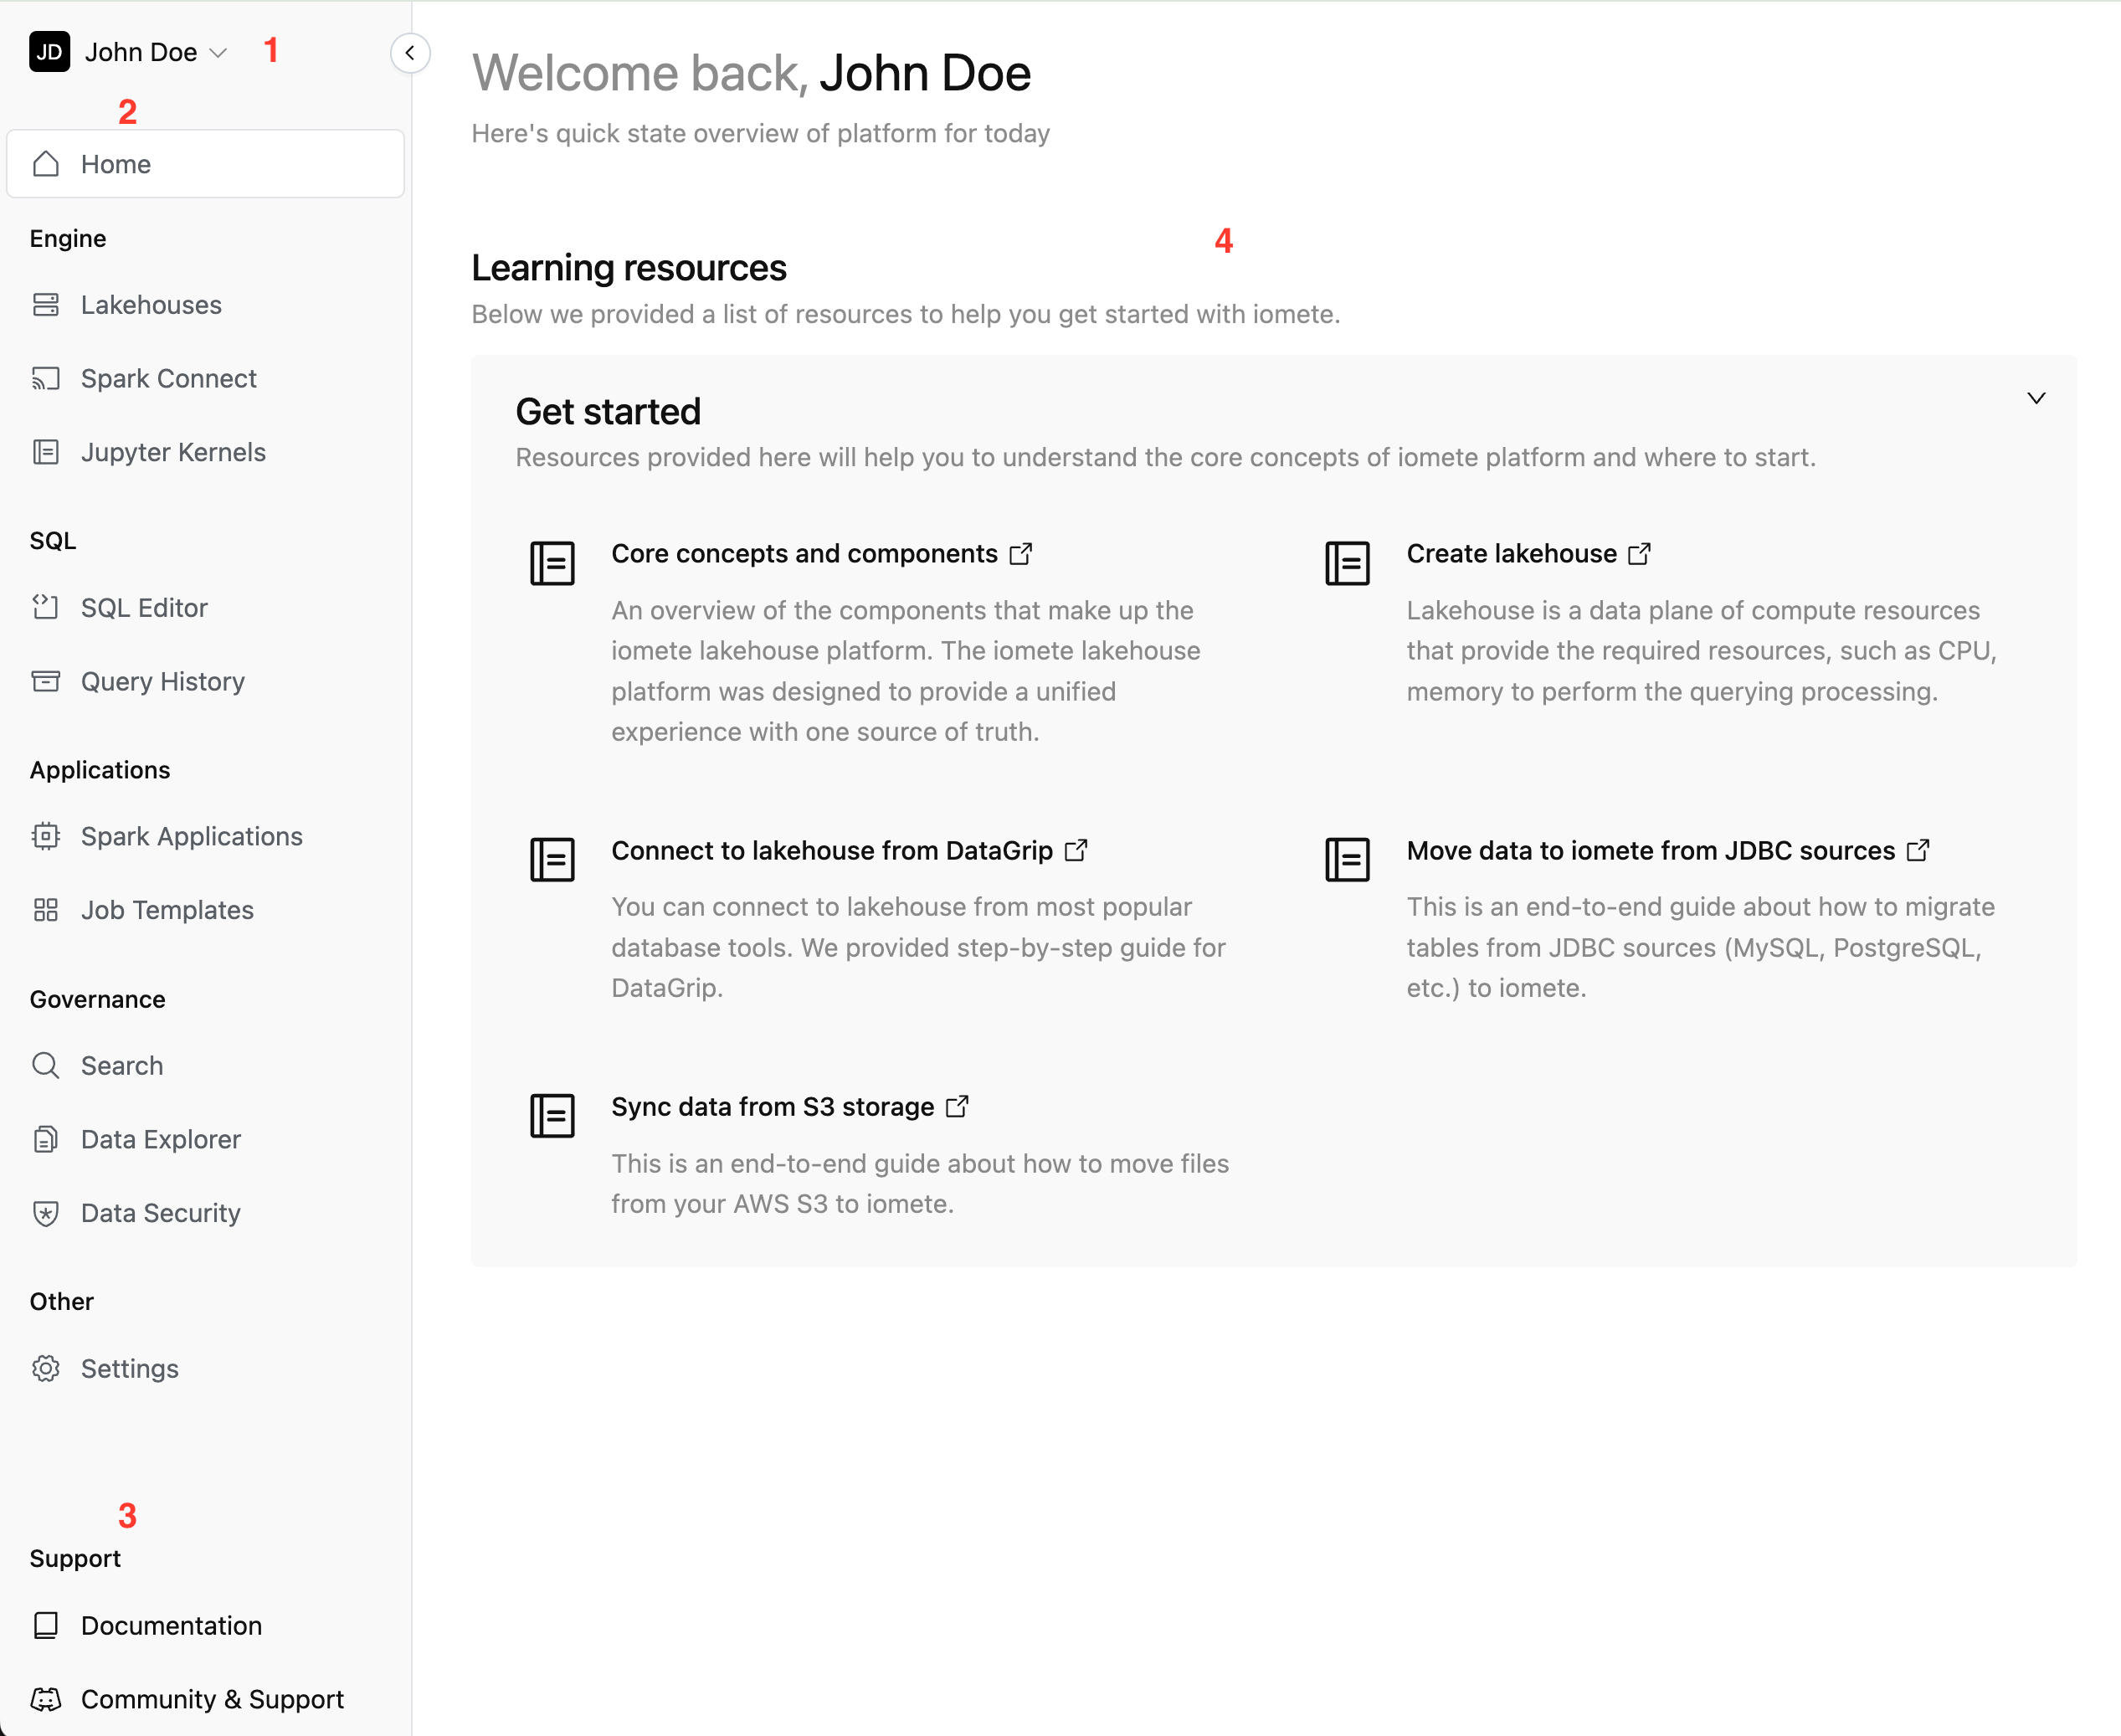 JD John Doe 1
2
Home
Engine
Lakehouses
Spark Connect
Jupyter Kernels
SQL
SQL Editor
Query History
Applications
Spark Applications
Job Templates
Governance
Search
Data Explorer
Data Security
Other
Settings
3
Support
Documentation
Community & Support
Welcome back, John Doe
Here's quick state overview of platform for today
4
Learning resources
Below we provided a list of resources to help you get started with iomete.
Get started
Resources provided here will help you to understand the core concepts of iomete platform and where to start.
Core concepts and components
An overview of the components that make up the
iomete lakehouse platform. The iomete lakehouse
platform was designed to provide a unified
experience with one source of truth.
Create lakehouse
Lakehouse is a data plane of compute resources
that provide the required resources, such as CPU,
memory to perform the querying processing.
Connect to lakehouse from DataGrip
You can connect to lakehouse from most popular
database tools. We provided step-by-step guide for
DataGrip.
Move data to iomete from JDBC sources
This is an end-to-end guide about how to migrate
tables from JDBC sources (MySQL, PostgreSQL,
etc.) to iomete.
Sync data from S3 storage
This is an end-to-end guide about how to move files
from your AWS S3 to iomete.